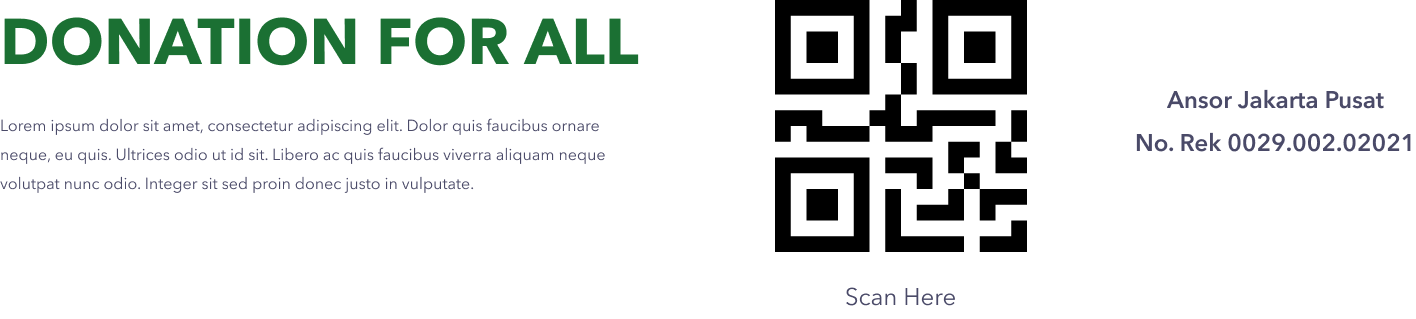 DONATION FOR ALL
Lorem ipsum dolor sit amet, consectetur adipiscing elit. Dolor quis faucibus ornare
neque, eu quis. Ultrices odio ut id sit. Libero ac quis faucibus viverra aliquam neque
volutpat nunc odio. Integer sit sed proin donec justo in vulputate.
Scan Here
Ansor Jakarta Pusat
No. Rek 0029.002.02021